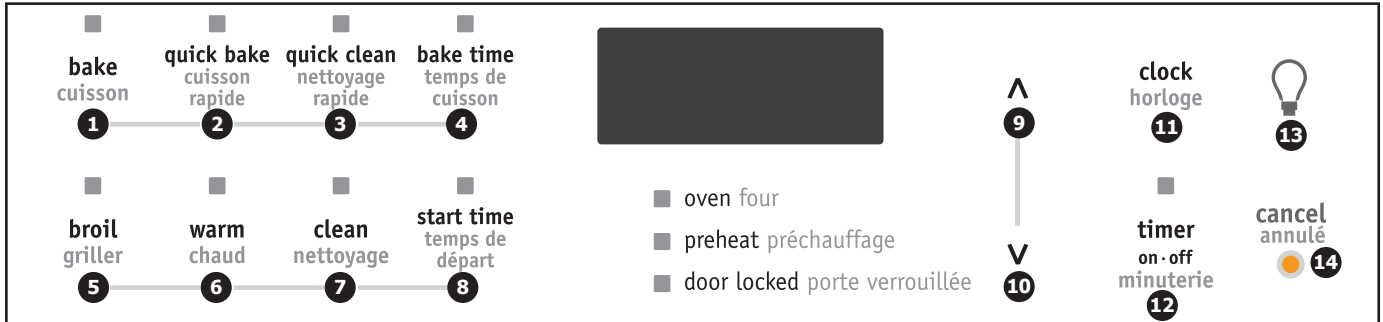 bake
cuisson
1
quick bake
cuisson
rapide
2
quick clean
nettoyage
rapide
3
bake time
temps de
cuisson
4
broil
griller
5
warm
chaud
6
clean
nettoyage
7
start time
temps de
départ
8
oven four
preheat préchauffage
door locked porte verrouillée
9
10
clock
horloge
11
timer
on·off
minuterie
12
13
cancel
annulé
14